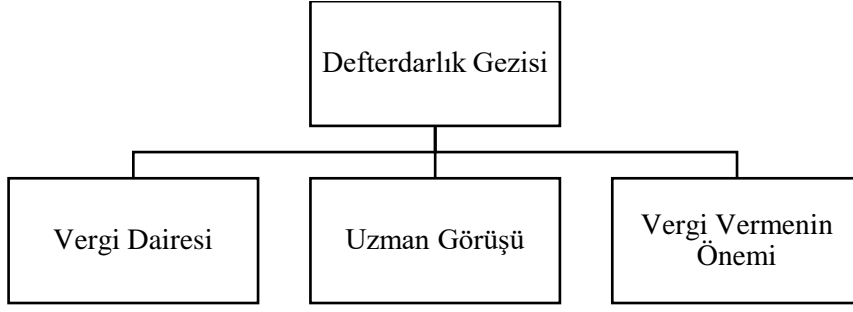 Defterdarlık Gezisi
Vergi Dairesi
Uzman Görüşü
Vergi Vermenin
Önemi